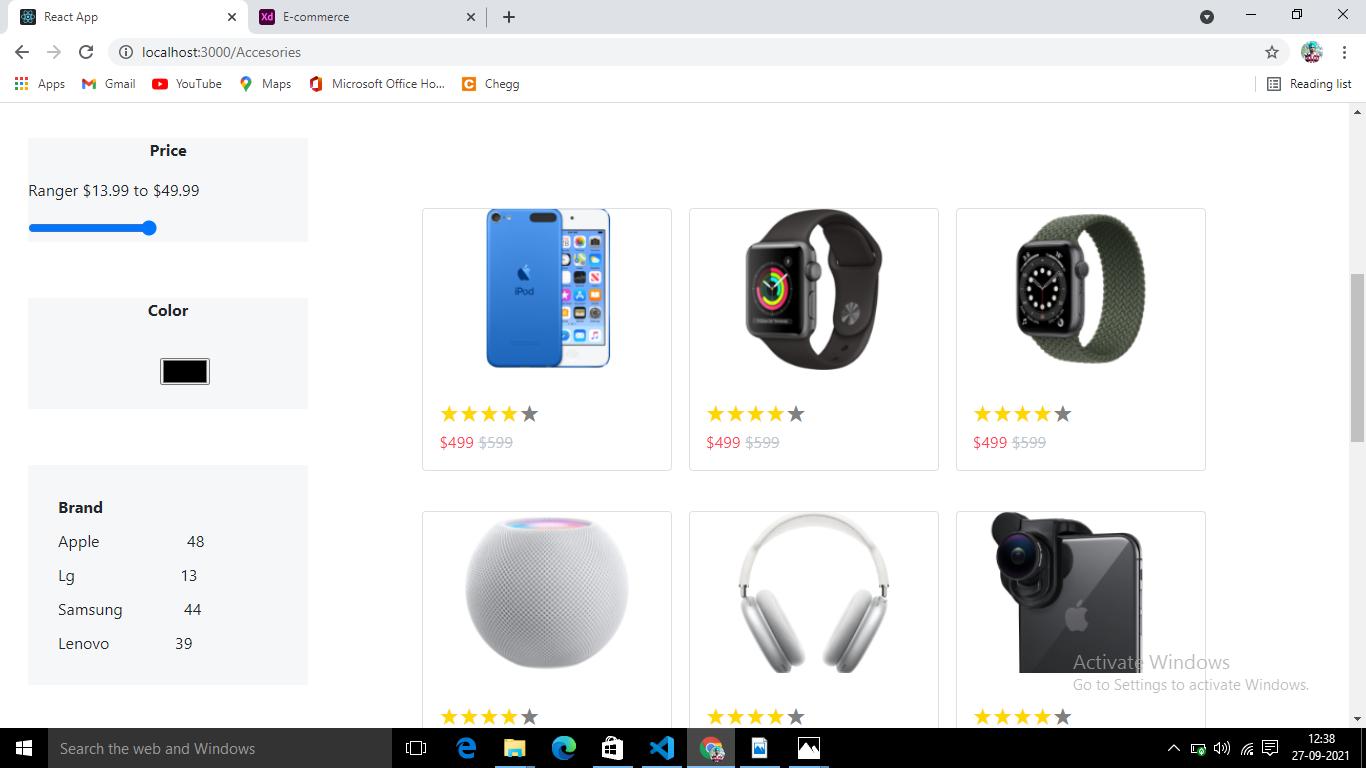 React App
E-commerce
localhost:3000/Accesories
Apps Gmail YouTube Maps Microsoft Office Ho... Chegg Reading list
Price
Ranger $13.99 to $49.99
Color
Brand
Apple 48
Lg 13
Samsung 44
Lenovo 39
iPod
★★★★★ ★★★★★ ★★★★★
$499 $599 $499 $599 $499 $599
★★★★★ ★★★★★ ★★★★★
Activate Windows
Go to Settings to activate Windows.
Search the web and Windows
12:38
27-09-2021